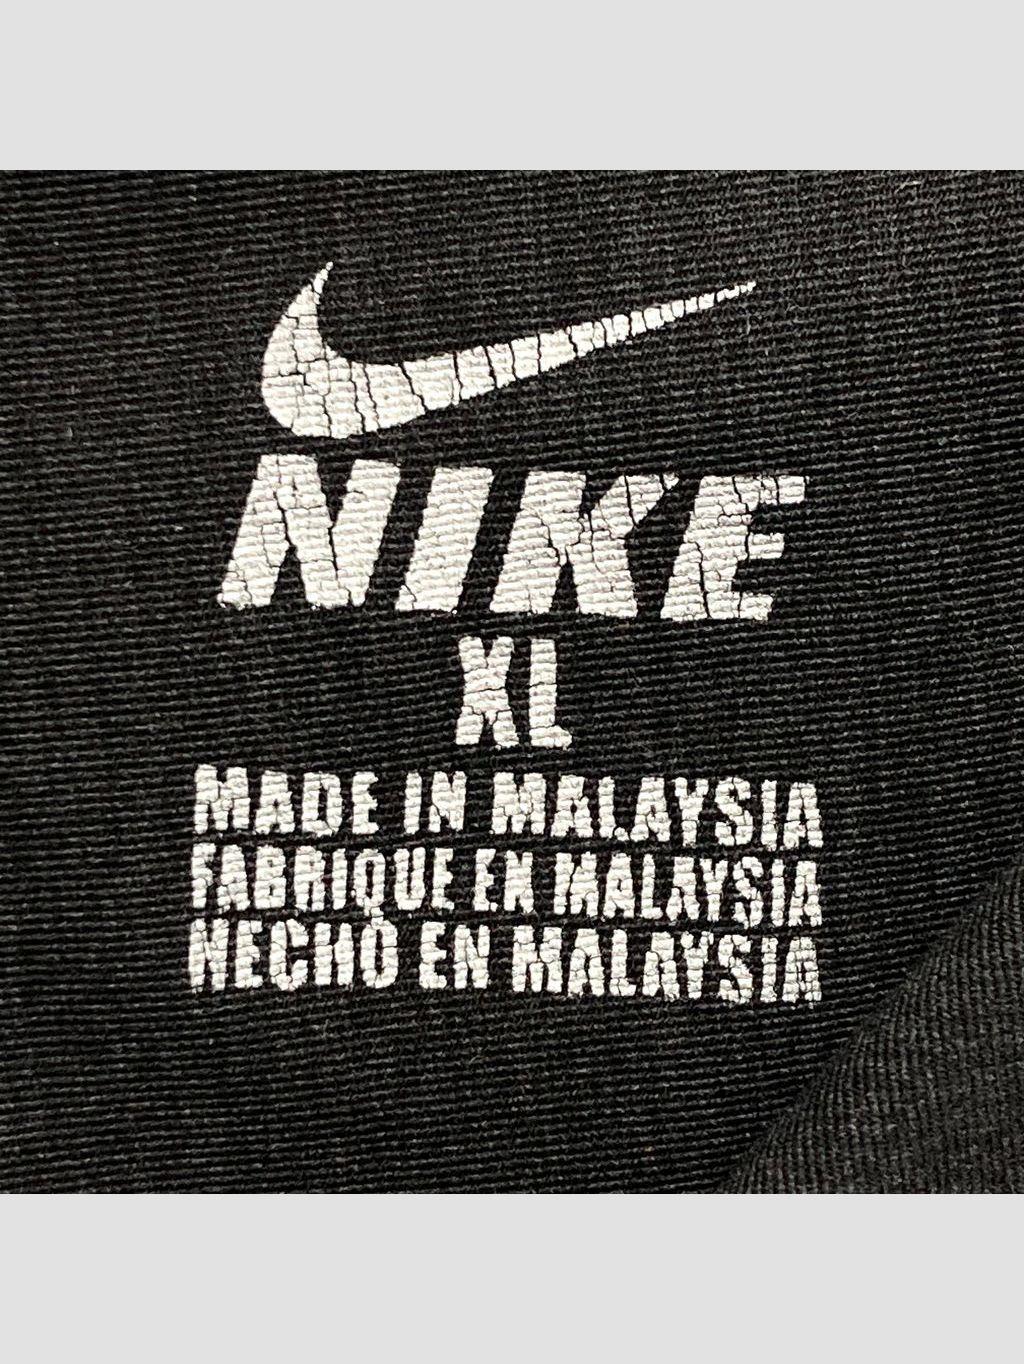 NIKE
XL
MADE IN MALAYSIA
FABRIQUE EN MALAYSIA
HECHO EN MALAYSIA